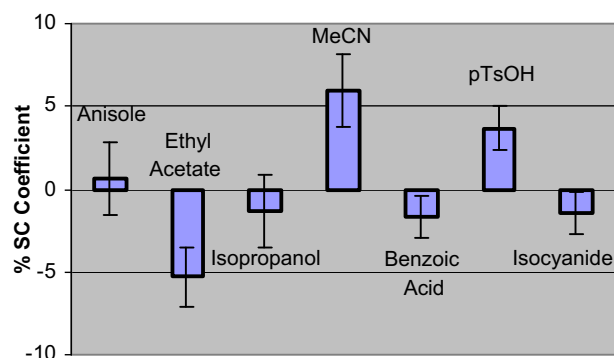 10
MeCN
pTsOH
5
Anisole
Ethyl
Acetate
0
Isopropanol
Benzoic
Acid
Isocyanide
-5
-10
% SC Coefficient